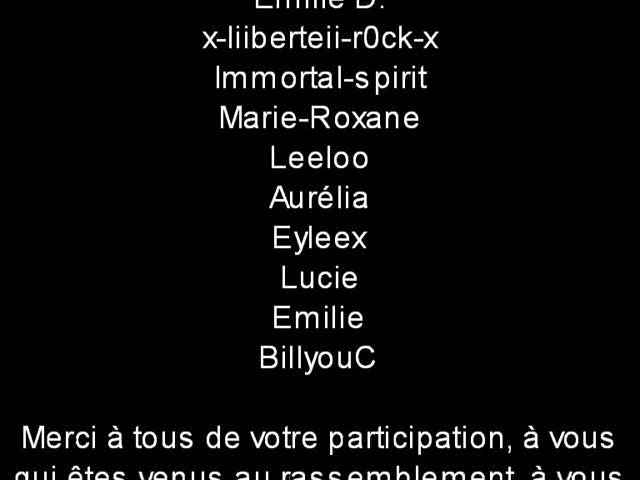 Emilie D.
x-liiberteii-r0ck-x
Immortal-spirit
Marie-Roxane
Leeloo
Aurélia
Eyleex
Lucie
Emilie
BillyouC
Merci à tous de votre participation, à vous
qui êtes venus au rassemblement, à vous